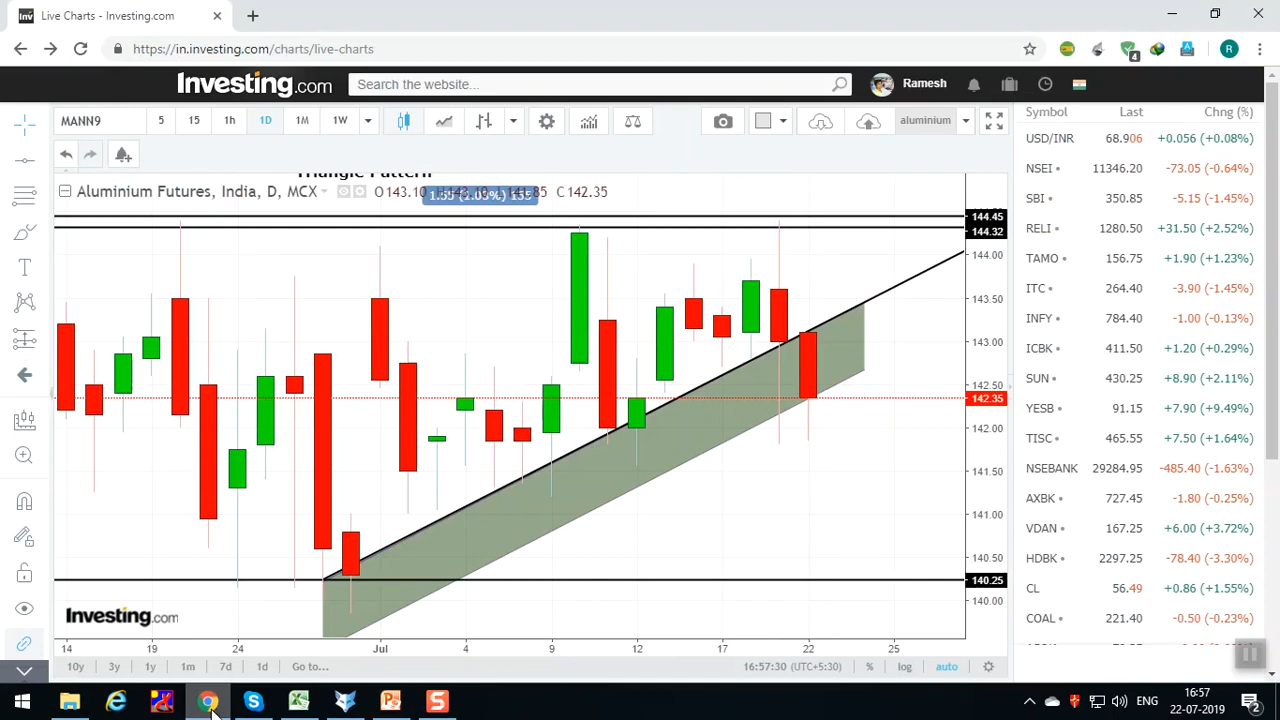 Live Charts - Investing.com
https://in.investing.com/charts/live-charts
4
R
Investing.com
Search the website...
Ramesh
MANN9
5
15
1h
1D
1M
1W
aluminium
Symbol Last Chng (%)
USD/INR 68.906 +0.056 (+0.08%)
NSEI 11346.20 -73.05 (-0.64%)
SBI 350.85 -5.15 (-1.45%)
RELI 1280.50 +31.50 (+2.52%)
TAMO 156.75 +1.90 (+1.23%)
ITC 264.40 -3.90 (-1.45%)
INFY 784.40 -1.00 (-0.13%)
ICBK 411.50 +1.20 (+0.29%)
SUN 430.25 +8.90 (+2.11%)
YESB 91.15 +7.90 (+9.49%)
TISC 465.55 +7.50 (+1.64%)
NSEBANK 29284.95 -485.40 (-1.63%)
AXBK 727.45 -1.80 (-0.25%)
VDAN 167.25 +6.00 (+3.72%)
HDBK 2297.25 -78.40 (-3.30%)
CL 56.49 +0.86 (+1.55%)
COAL 221.40 -0.50 (-0.23%)
Triangle Pattern
Aluminium Futures, India, D, MCX
O143.10 H143.10 L141.85 C142.35
144.45
144.32
144.00
143.50
143.00
142.50
142.35
142.00
141.50
141.00
140.50
140.25
140.00
Investing.com
14 19 24 Jul 4 9 12 17 22 25
10y 3y 1y 1m 7d 1d Go to...
16:57:30 (UTC+5:30) % log auto
ENG
16:57
22-07-2019
2